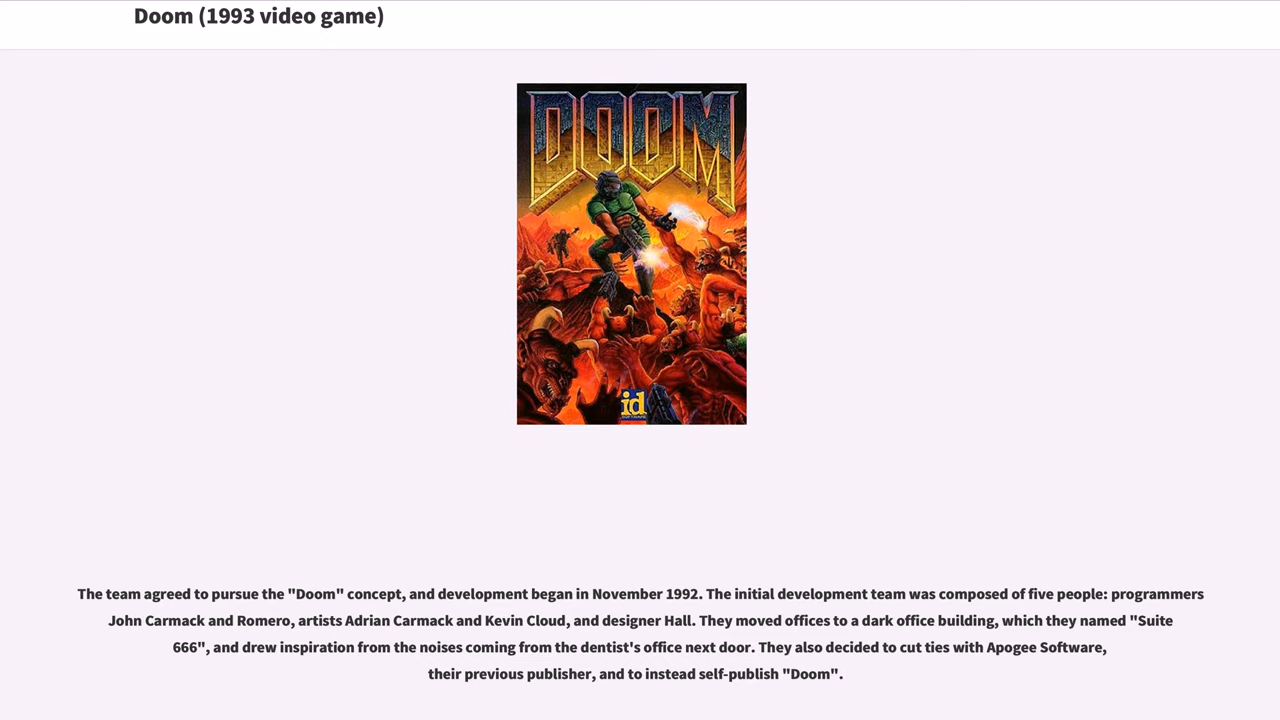 Doom (1993 video game)
DOOM
id
SOFTWARE
The team agreed to pursue the "Doom" concept, and development began in November 1992. The initial development team was composed of five people: programmers
John Carmack and Romero, artists Adrian Carmack and Kevin Cloud, and designer Hall. They moved offices to a dark office building, which they named "Suite
666", and drew inspiration from the noises coming from the dentist's office next door. They also decided to cut ties with Apogee Software,
their previous publisher, and to instead self-publish "Doom".